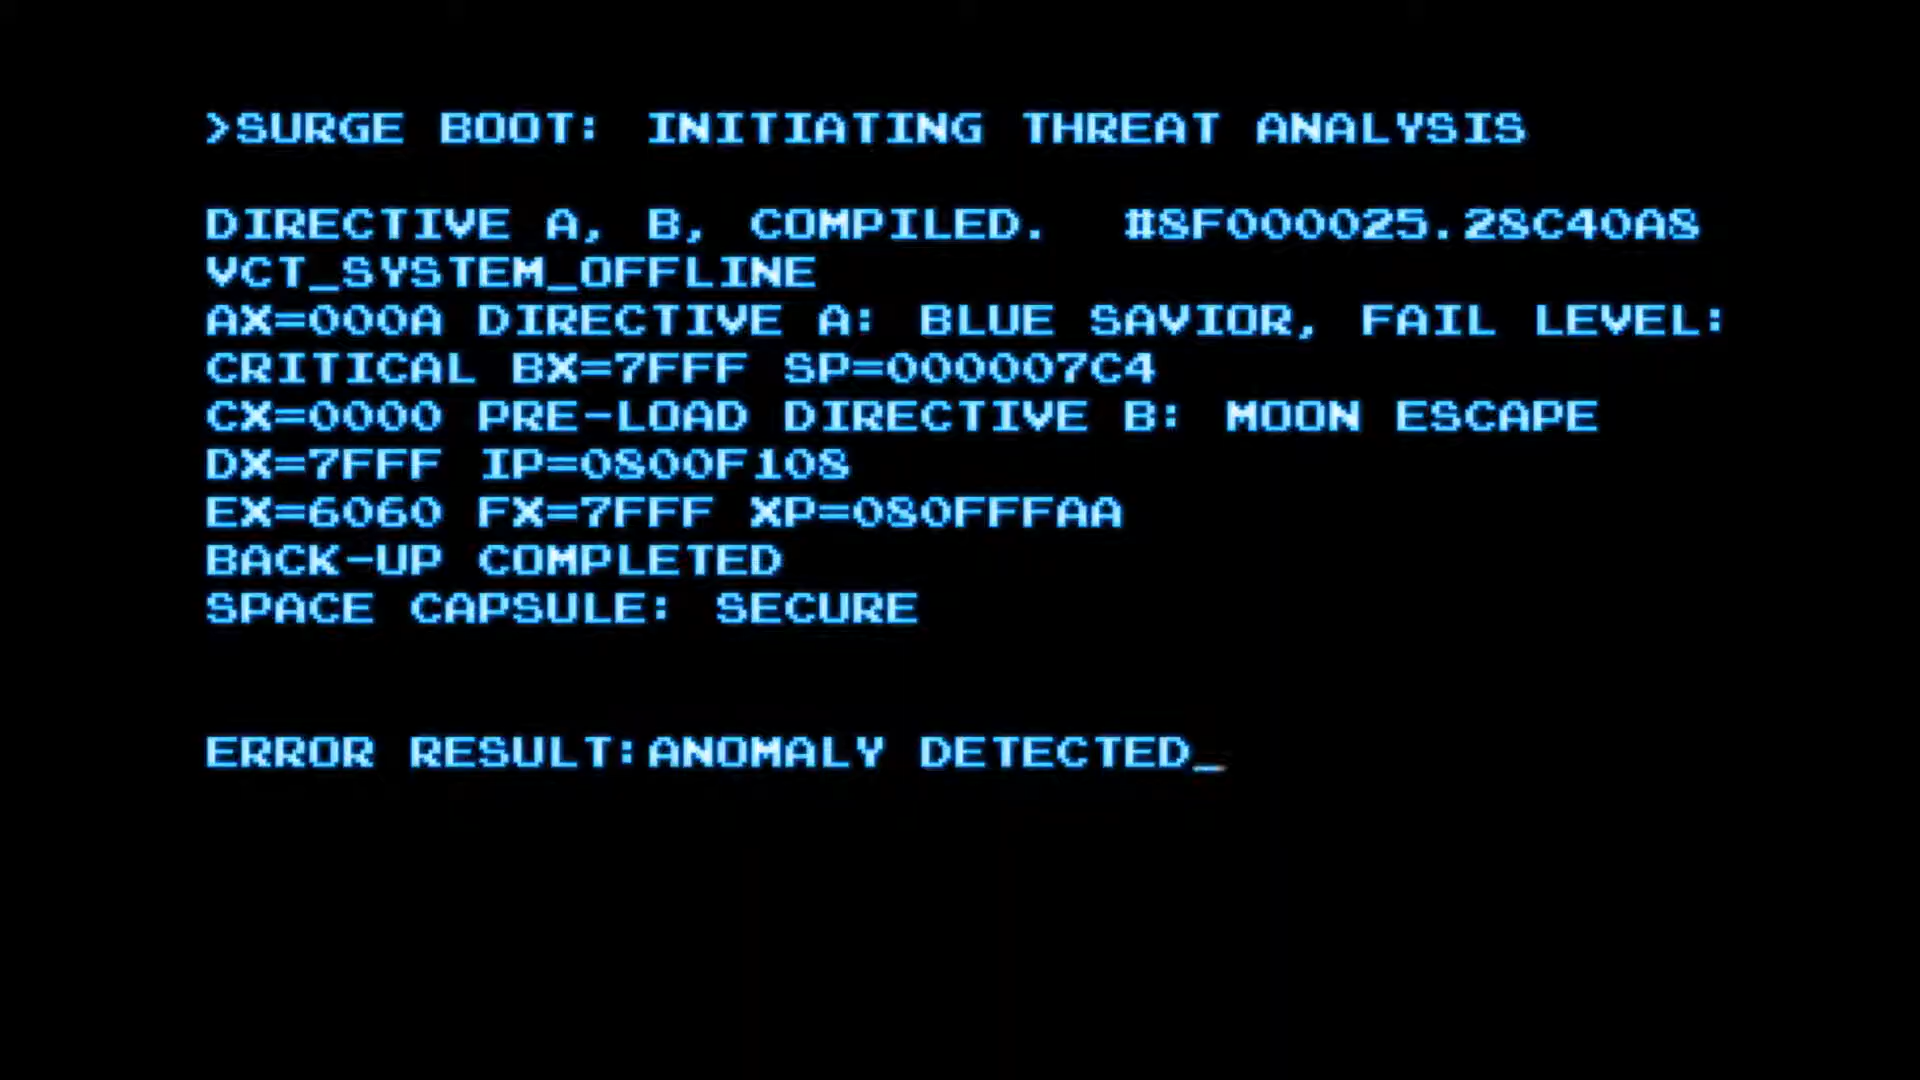 >SURGE BOOT: INITIATING THREAT ANALYSIS
DIRECTIVE A, B, COMPILED. #8F000025.28C40A8
VCT_SYSTEM_OFFLINE
AX=000A DIRECTIVE A: BLUE SAVIOR, FAIL LEVEL:
CRITICAL BX=7FFF SP=000007C4
CX=0000 PRE-LOAD DIRECTIVE B: MOON ESCAPE
DX=7FFF IP=0800F108
EX=6060 FX=7FFF XP=080FFFAA
BACK-UP COMPLETED
SPACE CAPSULE: SECURE
ERROR RESULT:ANOMALY DETECTED_